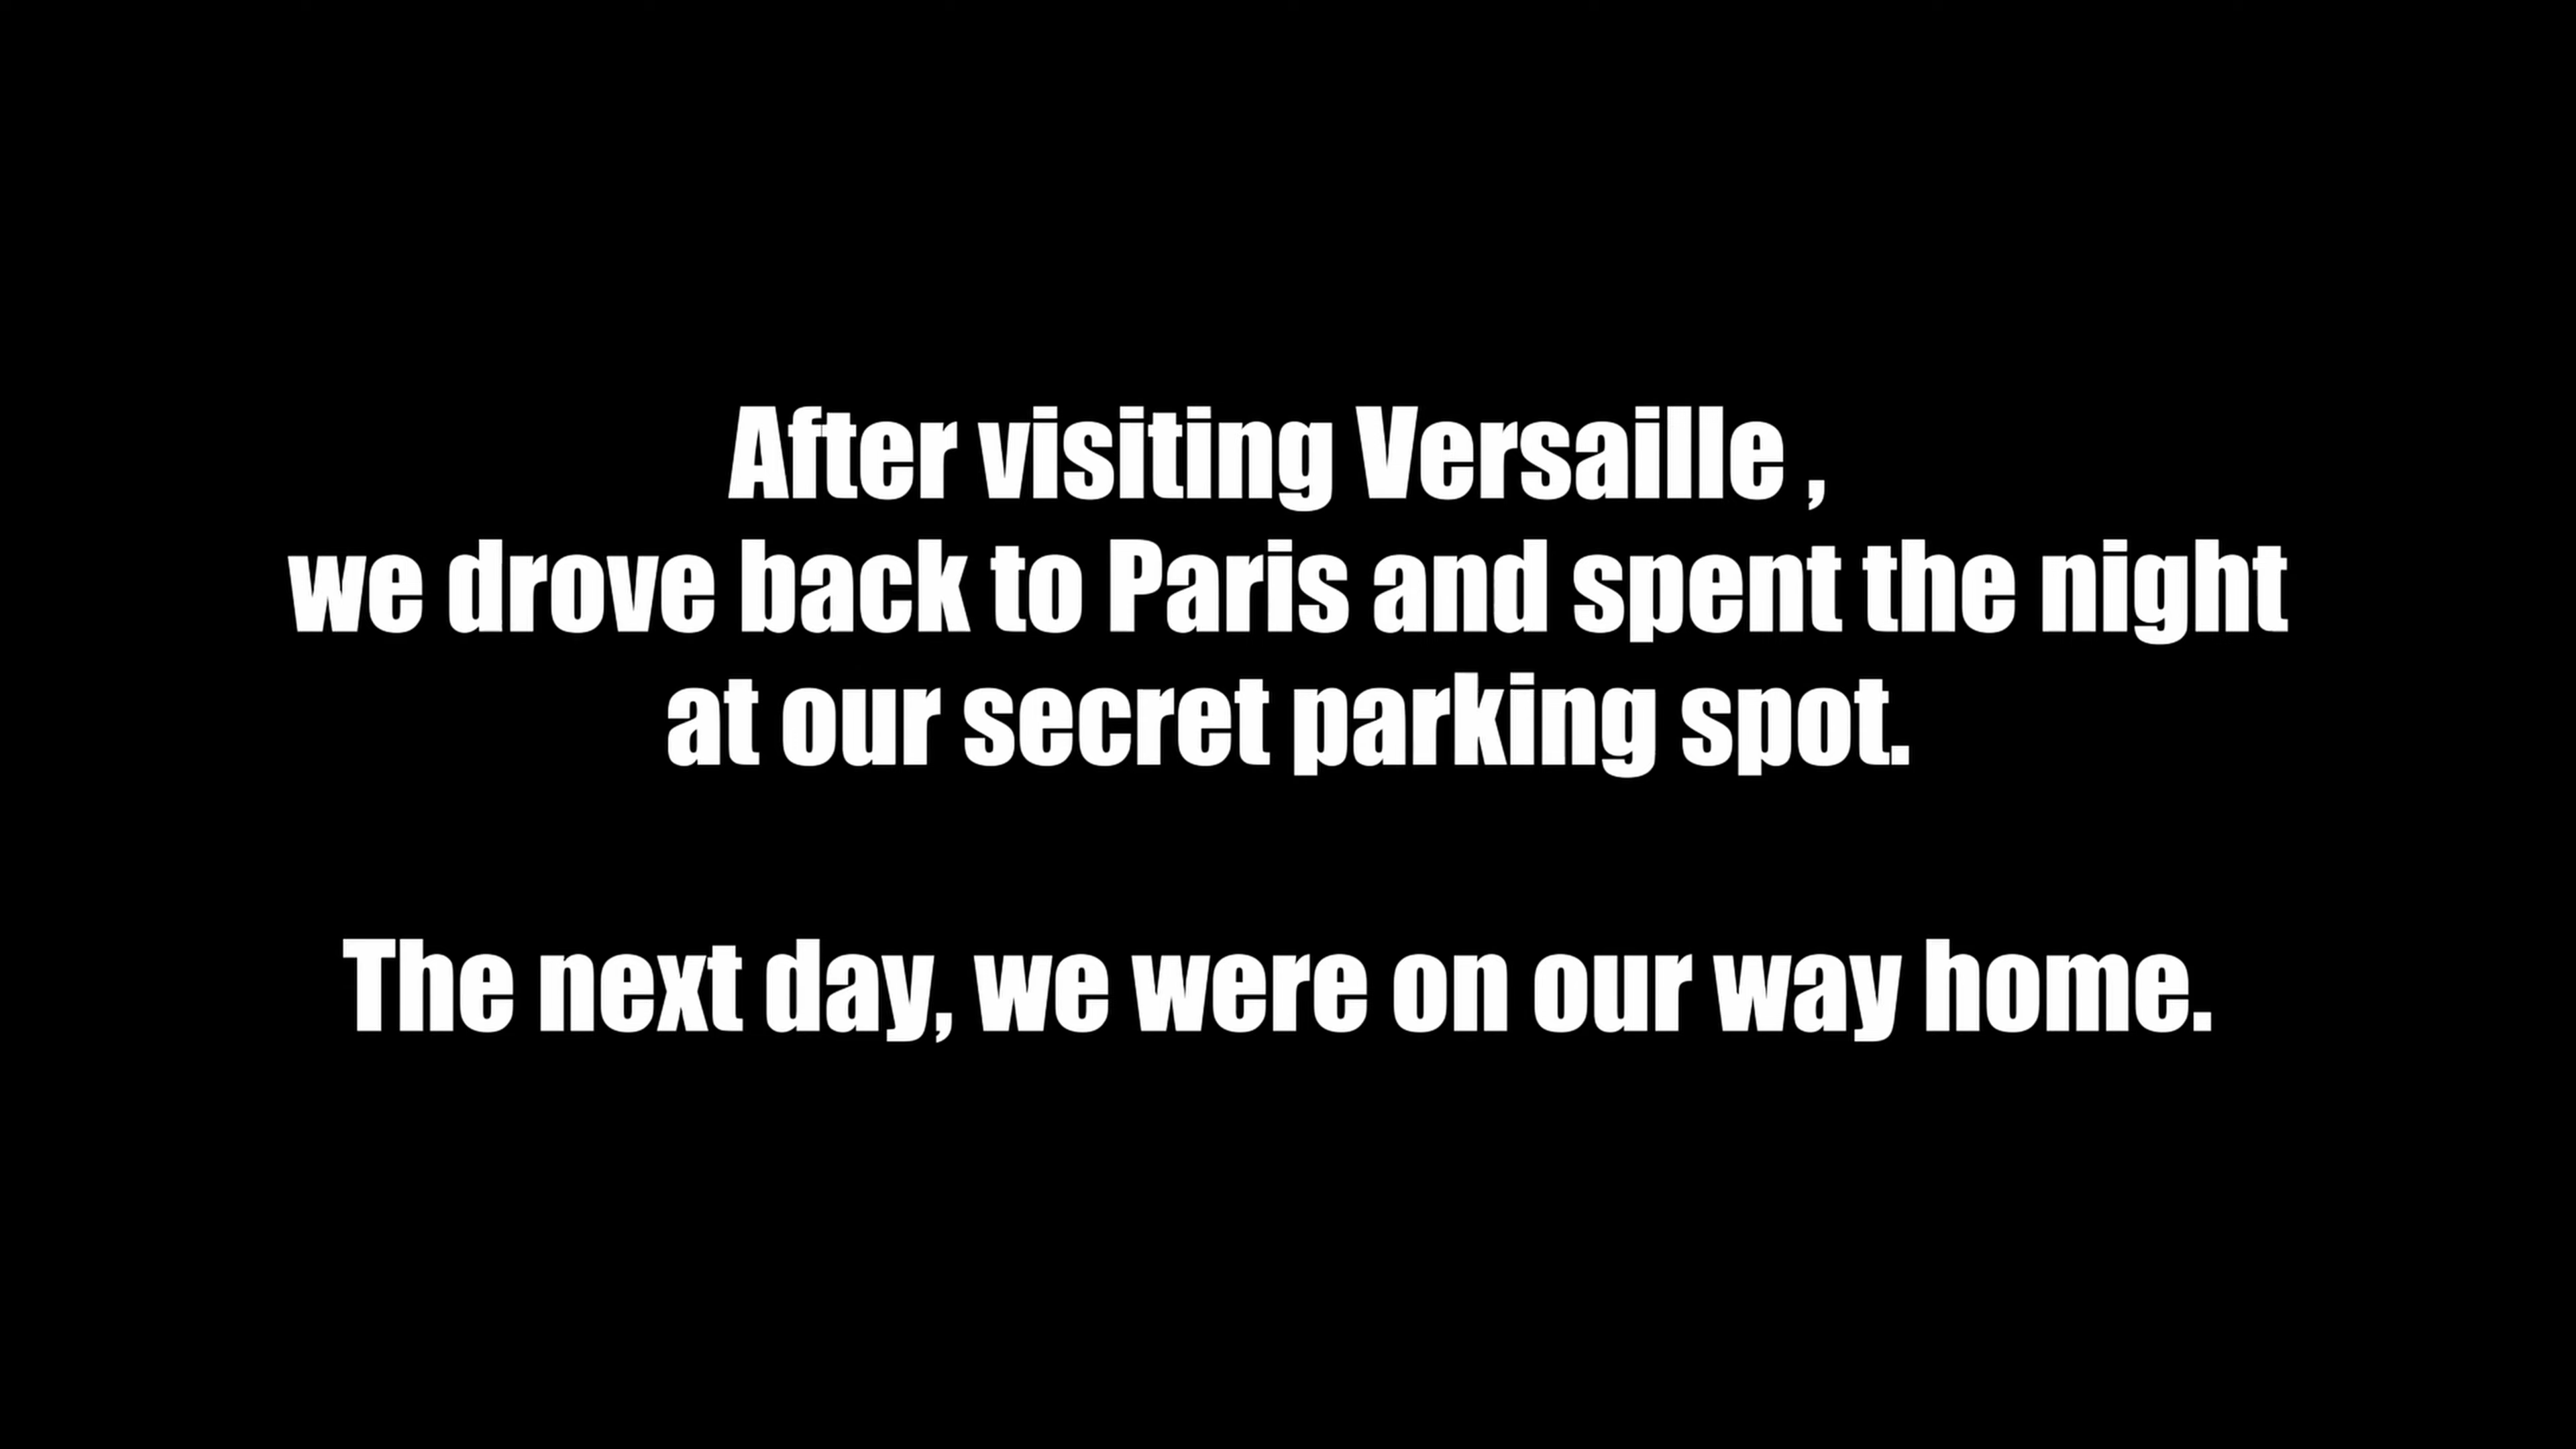 After visiting Versaille ,
we drove back to Paris and spent the night
at our secret parking spot.
The next day, we were on our way home.